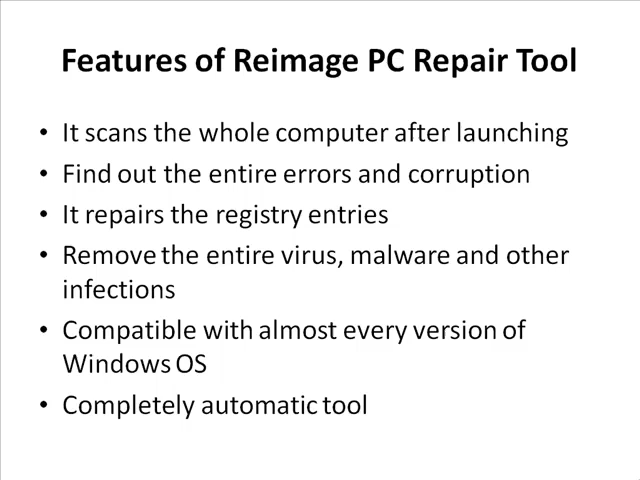 Features of Reimage PC Repair Tool
• It scans the whole computer after launching
• Find out the entire errors and corruption
• It repairs the registry entries
• Remove the entire virus, malware and other
infections
• Compatible with almost every version of
Windows OS
• Completely automatic tool